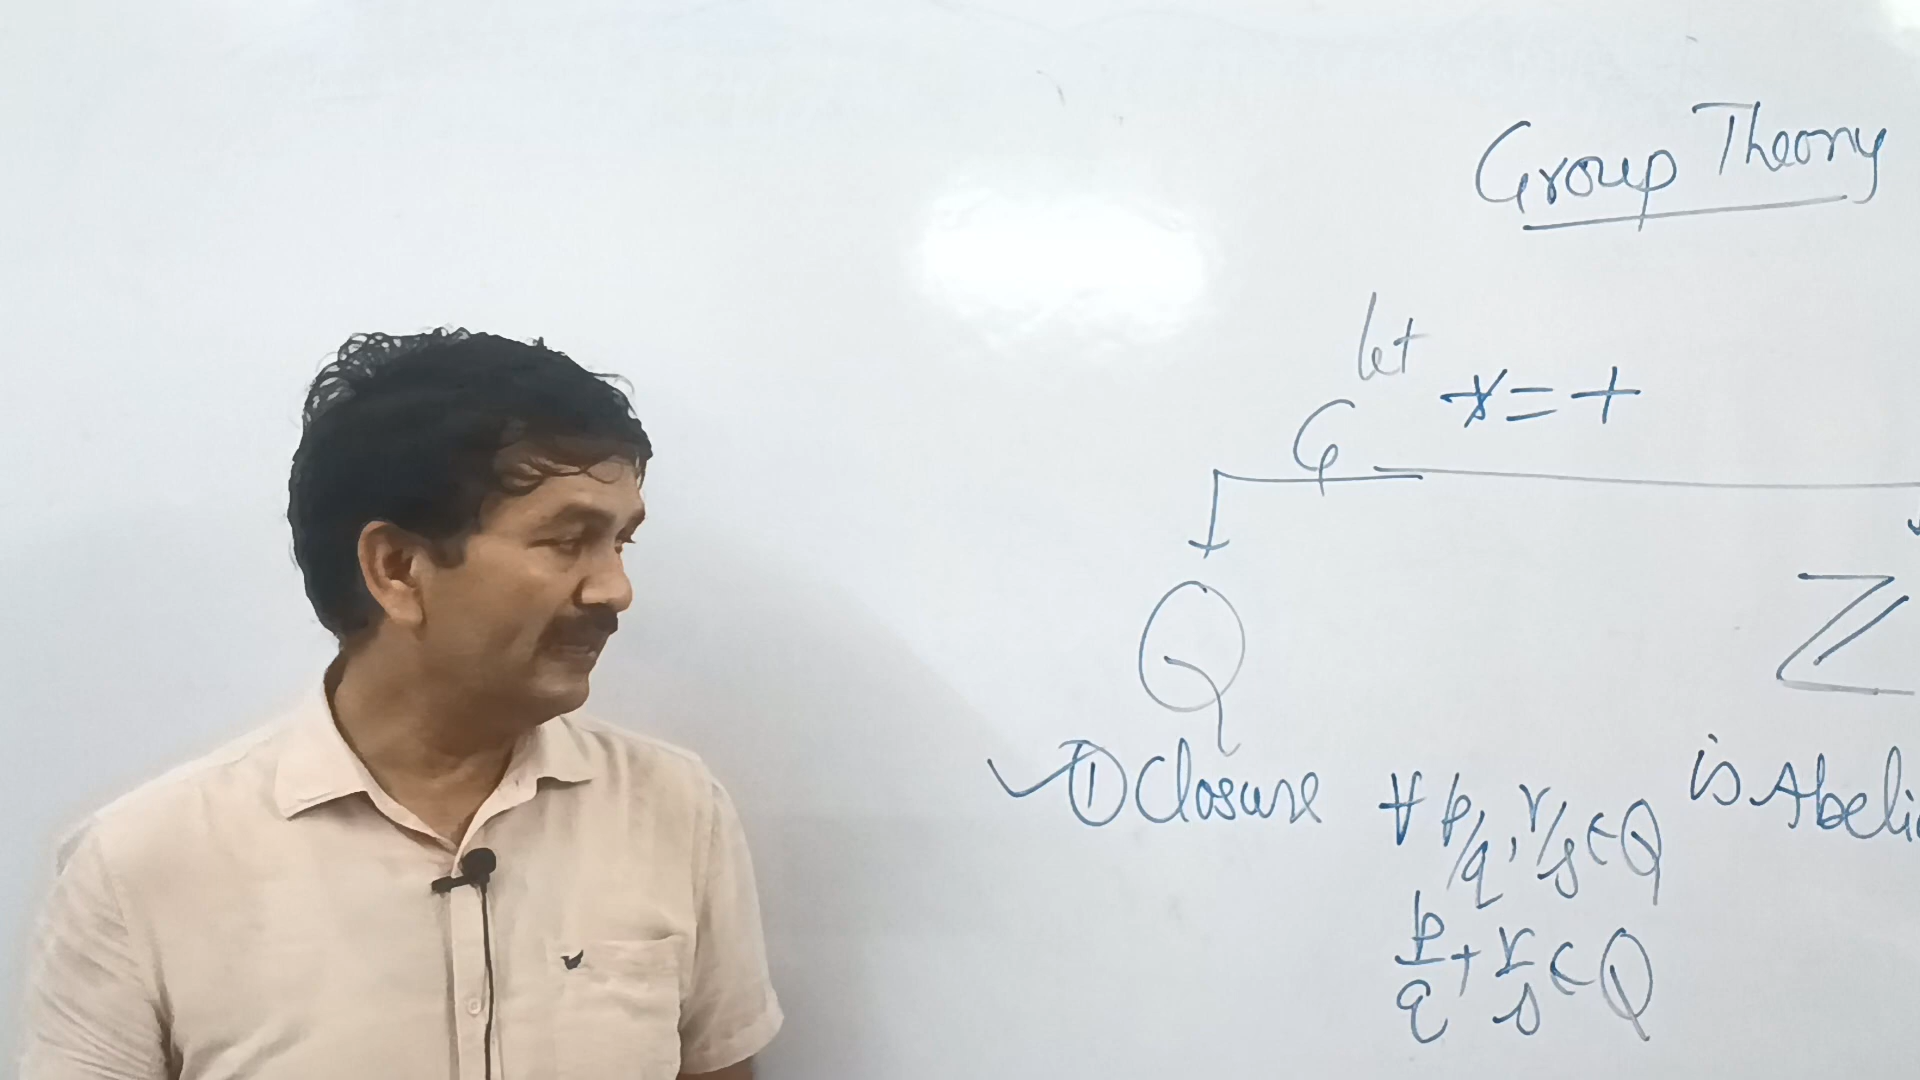 Group Theory
let * = +
G
Q
Z
① Closure ∀ p/q, r/s ∈ Q
is Abeli
p/q + r/s ∈ Q